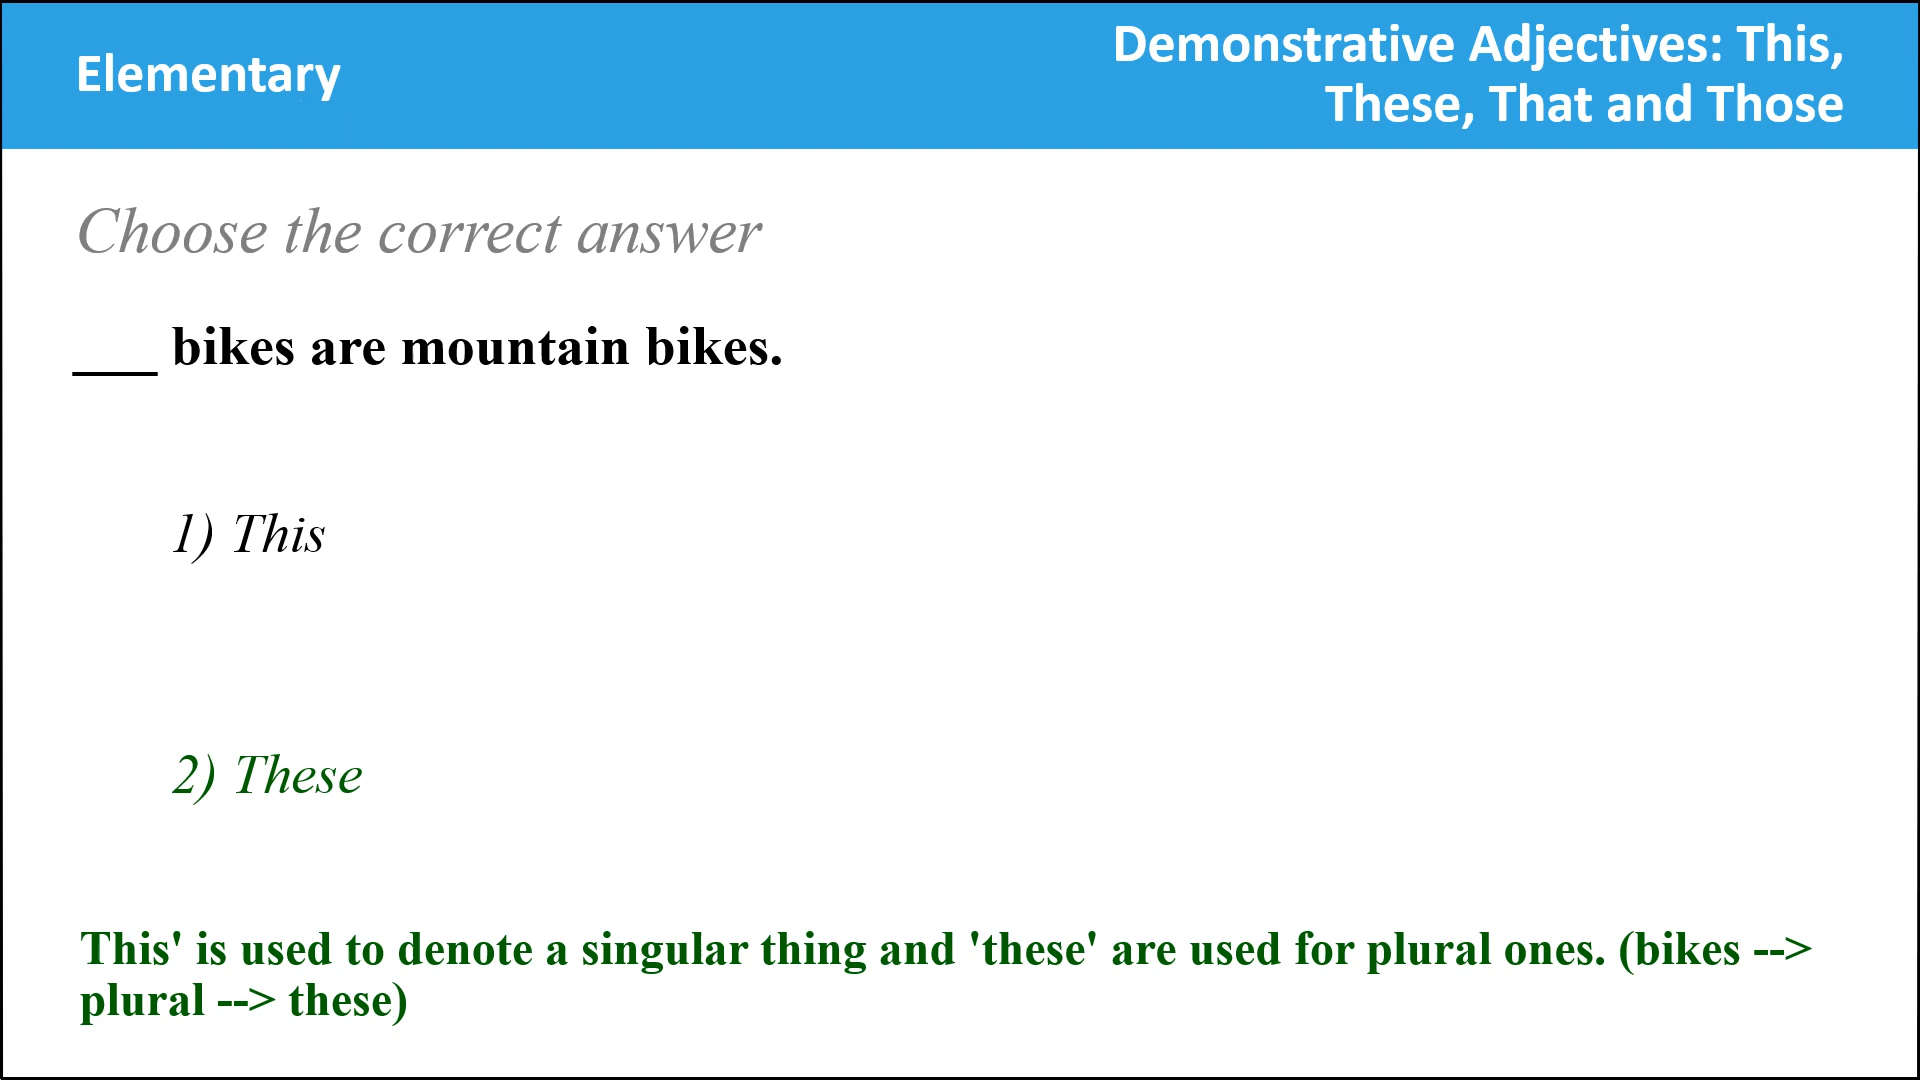 Elementary
Demonstrative Adjectives: This,
These, That and Those
Choose the correct answer
___ bikes are mountain bikes.
1) This
2) These
This' is used to denote a singular thing and 'these' are used for plural ones. (bikes -->
plural --> these)